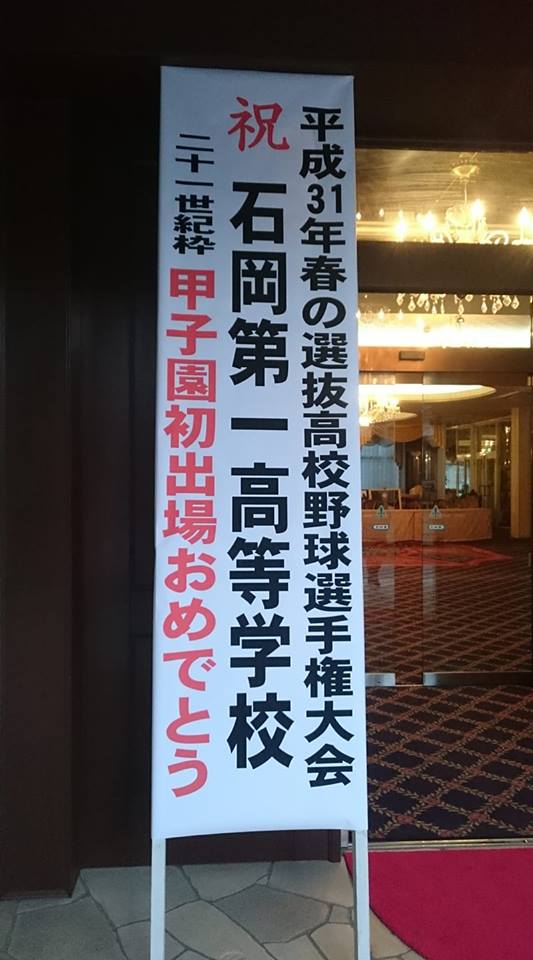 平成31年春の選抜高校野球選手権大会
祝 石岡第一高等学校
二十一世紀枠 甲子園初出場おめでとう